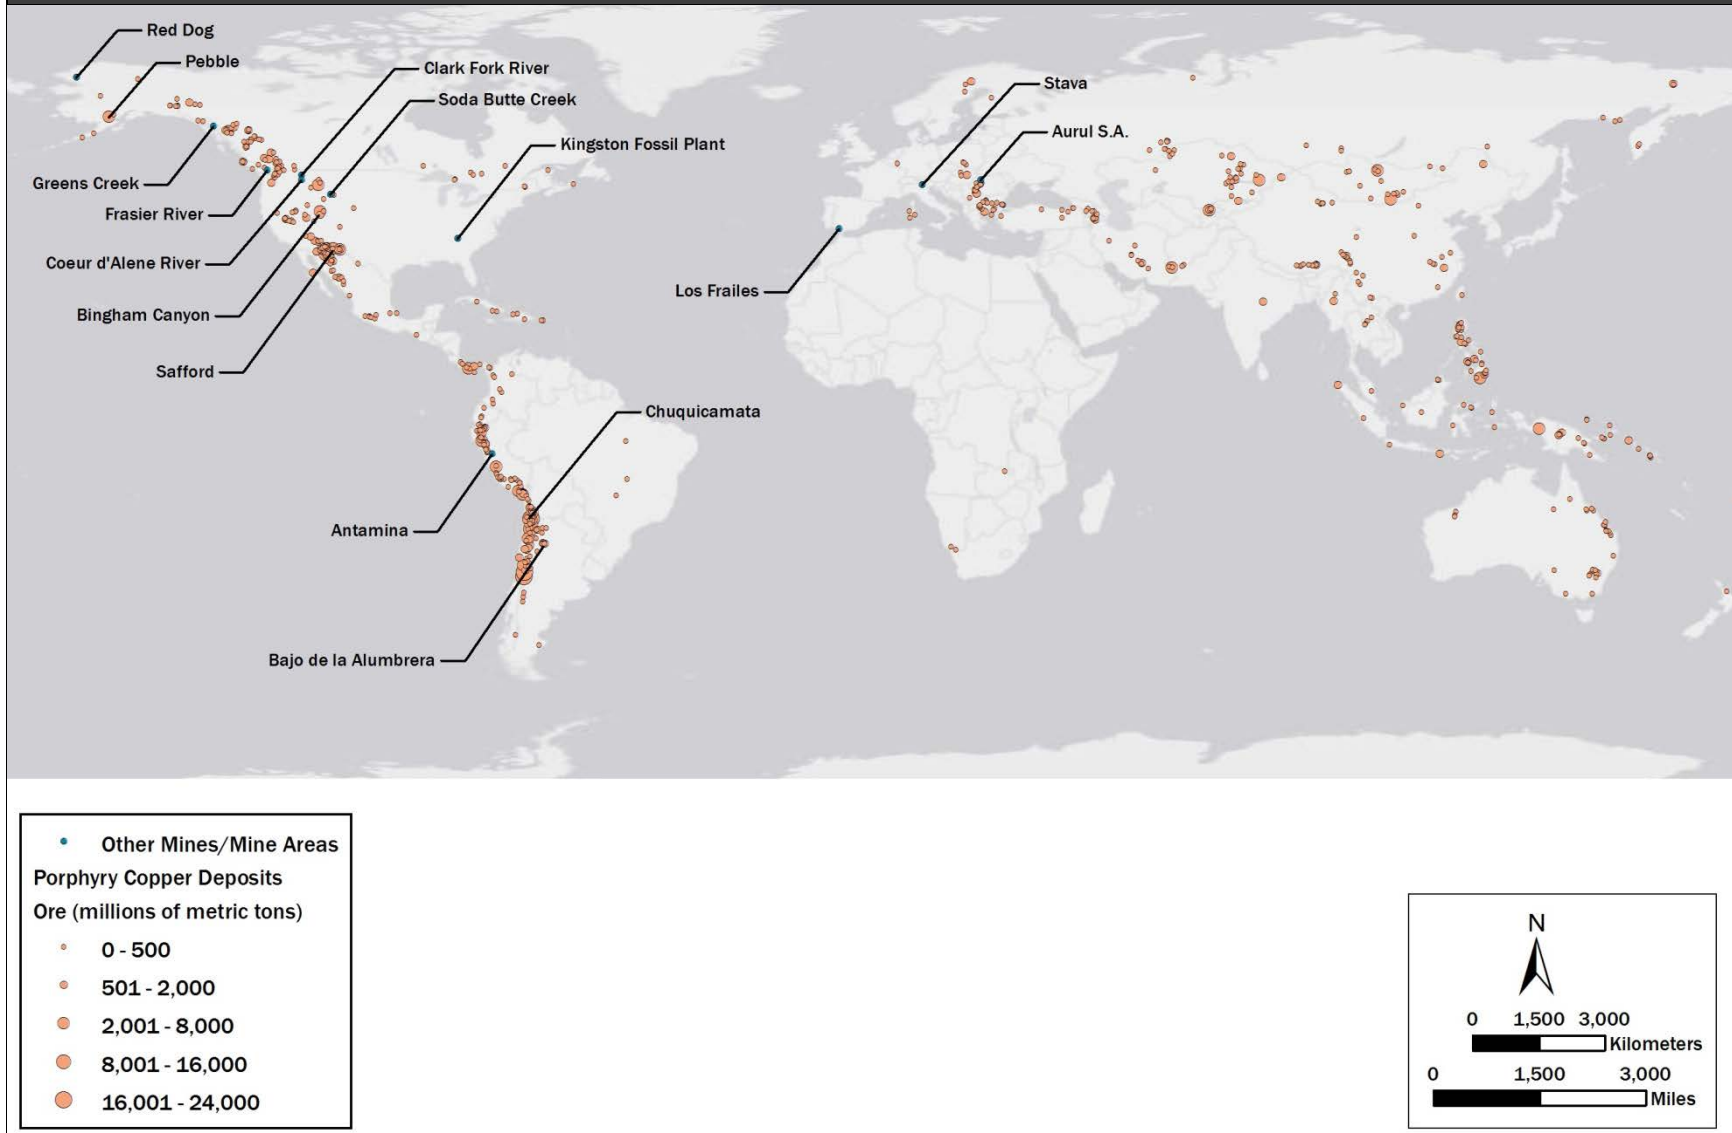 Red Dog
Pebble
Clark Fork River
Soda Butte Creek
Stava
Aurul S.A.
Kingston Fossil Plant
Greens Creek
Frasier River
Coeur d'Alene River
Los Frailes
Bingham Canyon
Safford
Chuquicamata
Antamina
Bajo de la Alumbrera
Other Mines/Mine Areas
Porphyry Copper Deposits
Ore (millions of metric tons)
0 - 500
501 - 2,000
2,001 - 8,000
8,001 - 16,000
16,001 - 24,000
N
0 1,500 3,000
Kilometers
0 1,500 3,000
Miles